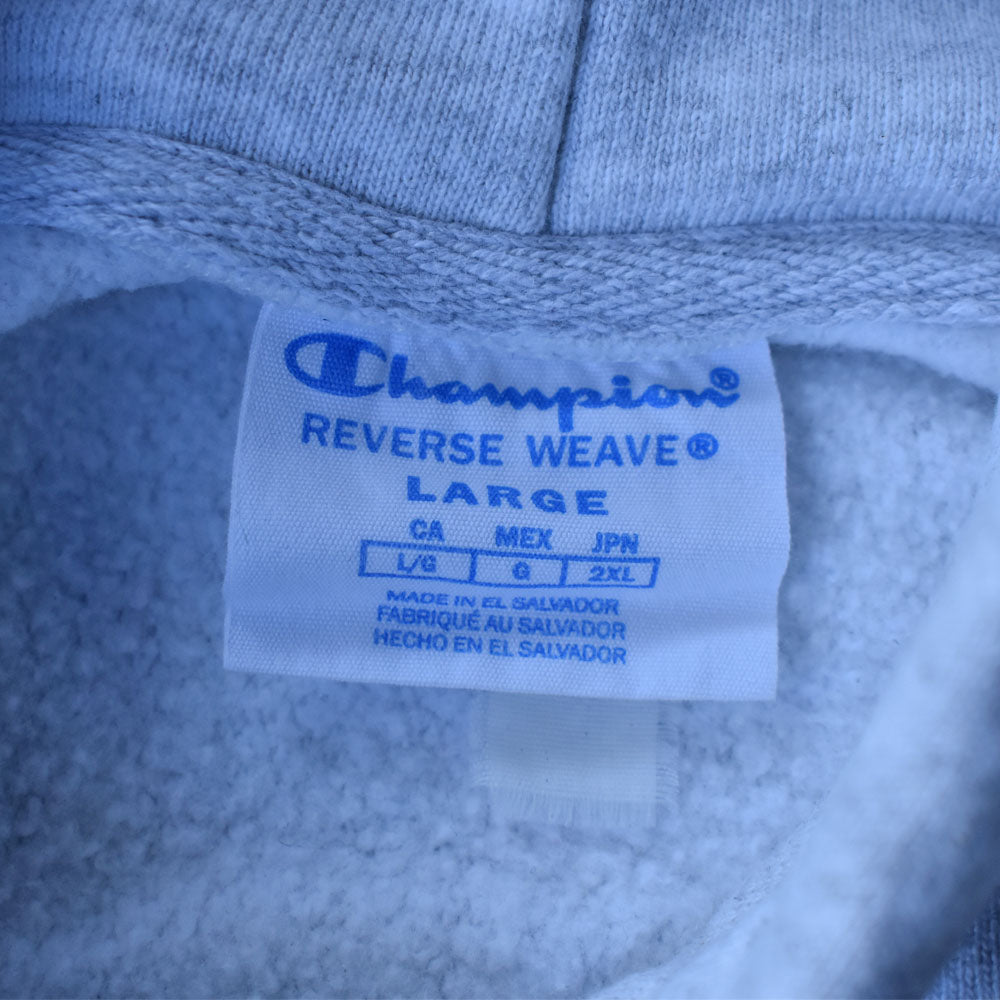 Champion®
REVERSE WEAVE®
LARGE
CA MEX JPN
L/G G 2XL
MADE IN EL SALVADOR
FABRIQUÉ AU SALVADOR
HECHO EN EL SALVADOR